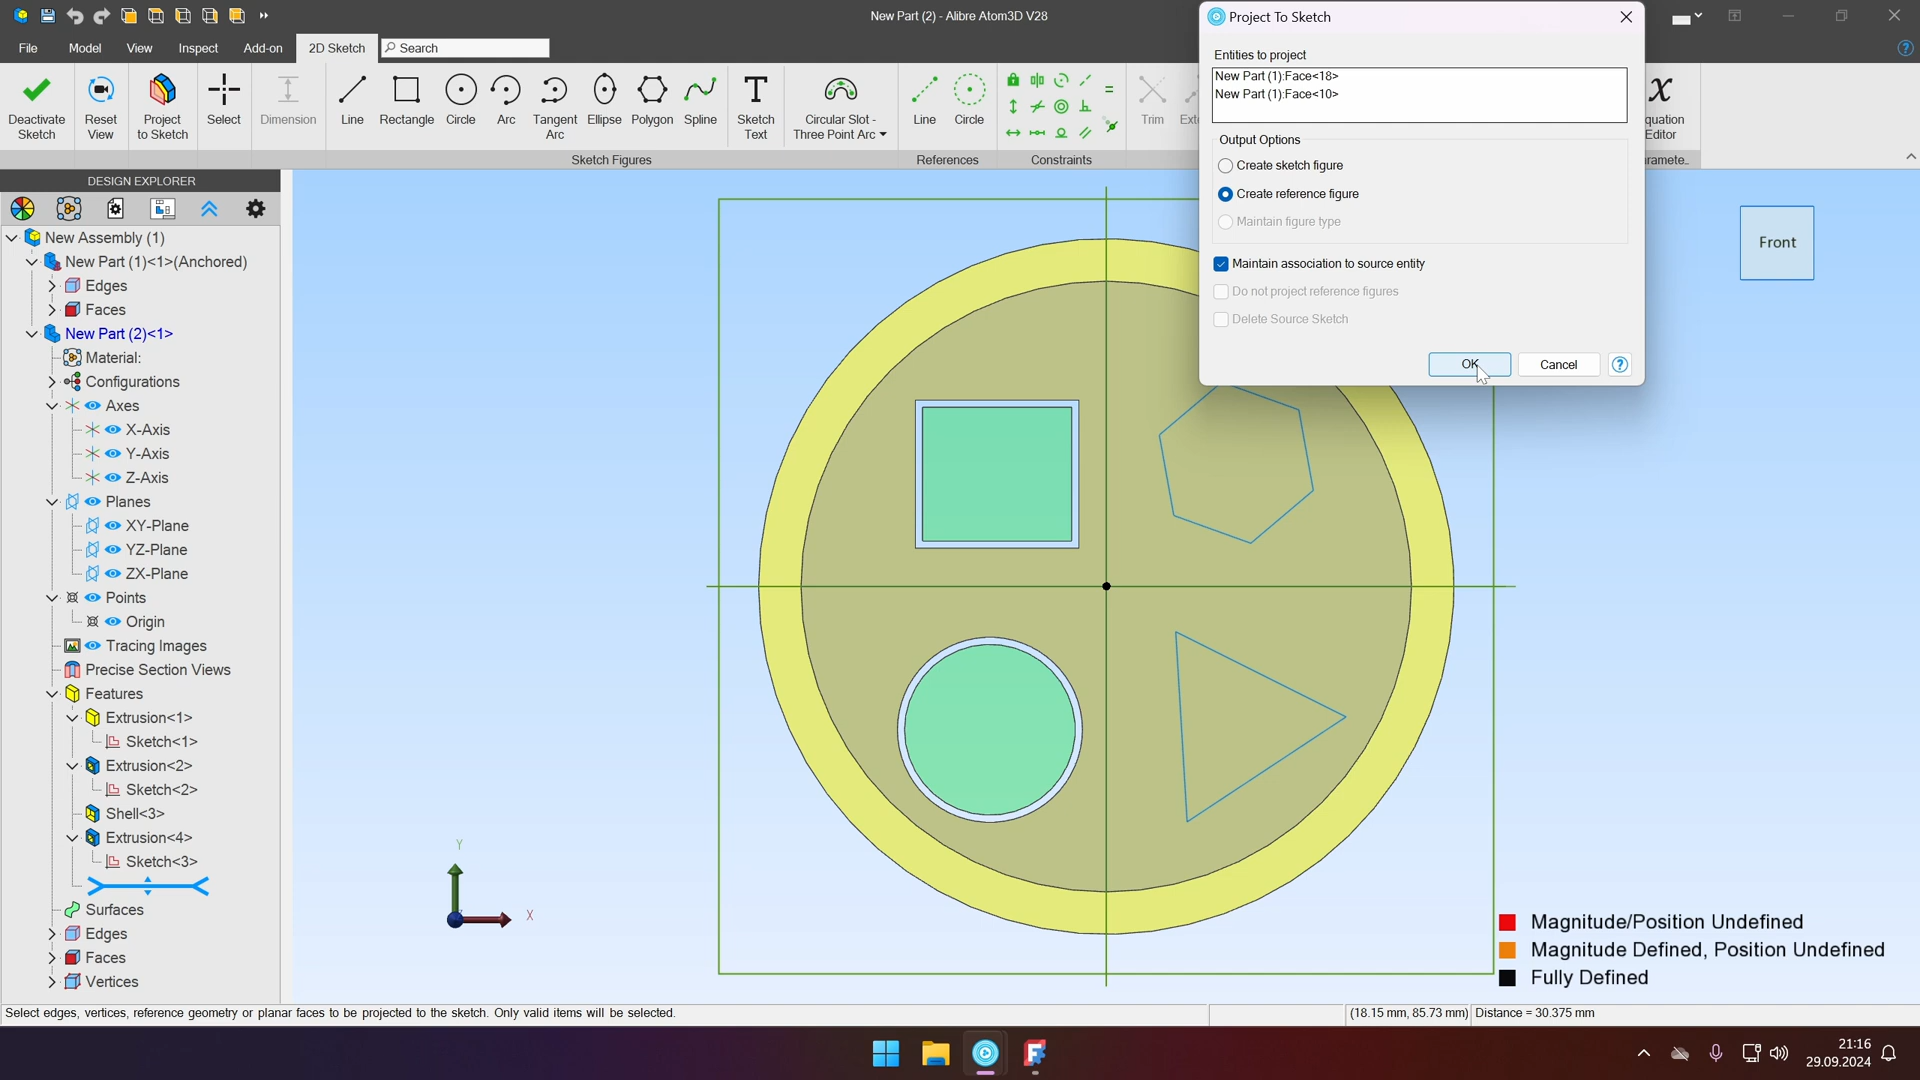 New Part (2) - Alibre Atom3D V28
File
Model
View
Inspect
Add-on
2D Sketch
Search
Deactivate Sketch
Reset View
Project to Sketch
Select
Dimension
Line
Rectangle
Circle
Arc
Tangent Arc
Ellipse
Polygon
Spline
Sketch Text
Circular Slot - Three Point Arc
Line
Circle
Trim
Sketch Figures
References
Constraints
DESIGN EXPLORER
New Assembly (1)
New Part (1)<1>(Anchored)
Edges
Faces
New Part (2)<1>
Material:
Configurations
Axes
X-Axis
Y-Axis
Z-Axis
Planes
XY-Plane
YZ-Plane
ZX-Plane
Points
Origin
Tracing Images
Precise Section Views
Features
Extrusion<1>
Sketch<1>
Extrusion<2>
Sketch<2>
Shell<3>
Extrusion<4>
Sketch<3>
Surfaces
Edges
Faces
Vertices
Project To Sketch
Entities to project
New Part (1):Face<18>
New Part (1):Face<10>
Output Options
Create sketch figure
Create reference figure
Maintain figure type
Maintain association to source entity
Do not project reference figures
Delete Source Sketch
OK
Cancel
Front
Y
X
Magnitude/Position Undefined
Magnitude Defined, Position Undefined
Fully Defined
Select edges, vertices, reference geometry or planar faces to be projected to the sketch. Only valid items will be selected.
(18.15 mm, 85.73 mm)
Distance = 30.375 mm
21:16
29.09.2024